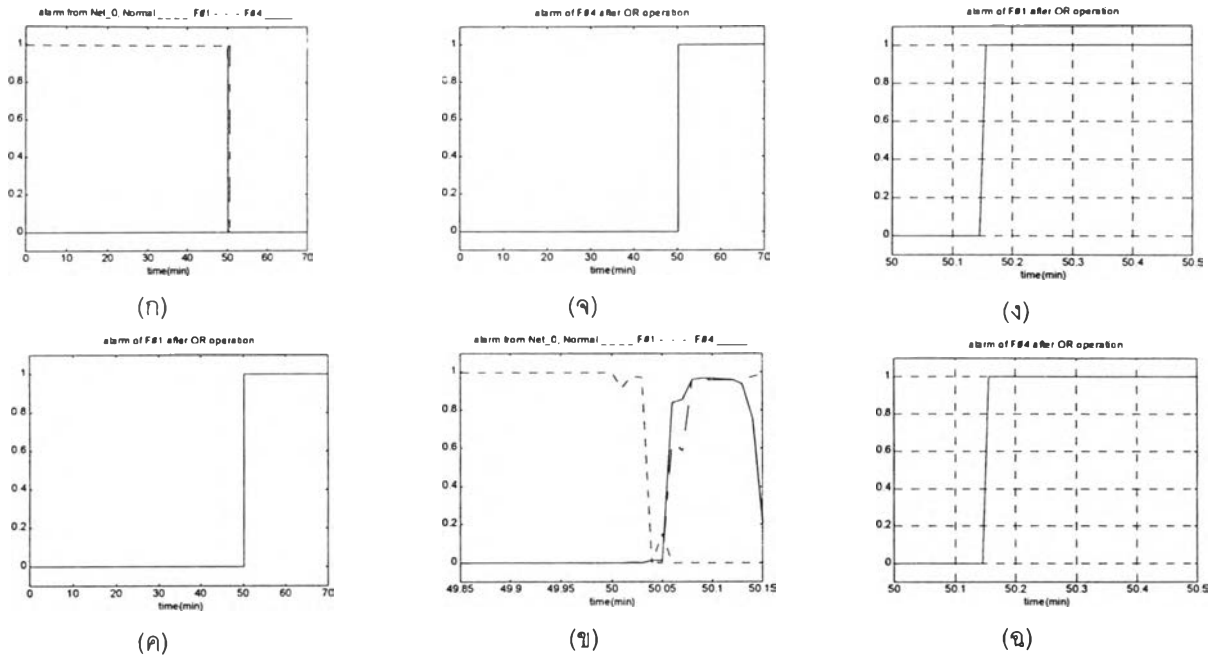 alarm from Net_0, Normal _ _ _ _ F#1 - - - F#4 ____
1
0.8
0.6
0.4
0.2
0
0 10 20 30 40 50 60 70
time(min)
(ก)
alarm of F#4 after OR operation
1
0.8
0.6
0.4
0.2
0
0 10 20 30 40 50 60 70
time(min)
(จ)
alarm of F#1 after OR operation
1
0.8
0.6
0.4
0.2
0
50 50.1 50.2 50.3 50.4 50.5
time(min)
(ง)
alarm of F#1 after OR operation
1
0.8
0.6
0.4
0.2
0
0 10 20 30 40 50 60 70
time(min)
(ค)
alarm from Net_0, Normal _ _ _ _ F#1 - - - F#4 ____
1
0.8
0.6
0.4
0.2
0
49.85 49.9 49.95 50 50.05 50.1 50.15
time(min)
(ข)
alarm of F#4 after OR operation
1
0.8
0.6
0.4
0.2
0
50 50.1 50.2 50.3 50.4 50.5
time(min)
(ฉ)